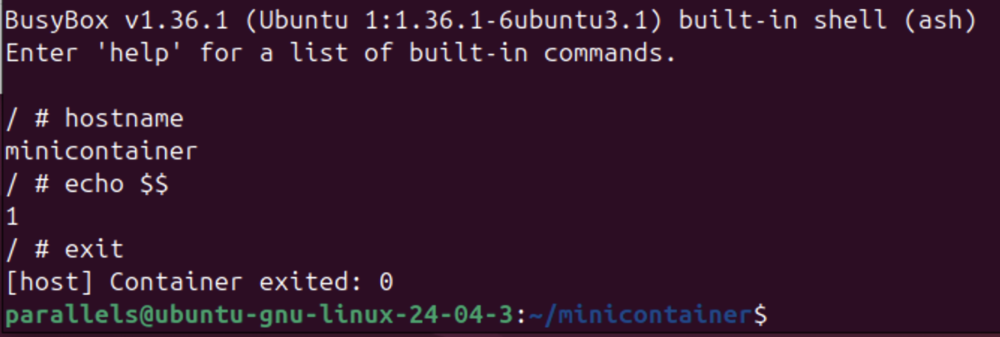 BusyBox v1.36.1 (Ubuntu 1:1.36.1-6ubuntu3.1) built-in shell (ash)
Enter 'help' for a list of built-in commands.
/ # hostname
minicontainer
/ # echo $$
1
/ # exit
[host] Container exited: 0
parallels@ubuntu-gnu-linux-24-04-3:~/minicontainer$